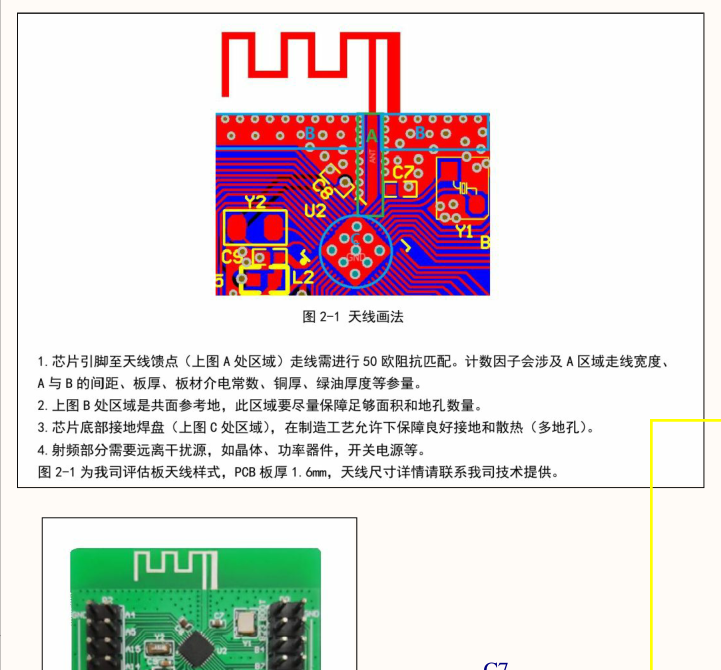 B
A
B
ANT
C7
C8
Y2
U2
Y1
B
C
GND
C9
L2
图 2-1 天线画法
1. 芯片引脚至天线馈点（上图 A 处区域）走线需进行 50 欧阻抗匹配。计数因子会涉及 A 区域走线宽度、
A 与 B 的间距、板厚、板材介电常数、铜厚、绿油厚度等参量。
2. 上图 B 处区域是共面参考地，此区域要尽量保障足够面积和地孔数量。
3. 芯片底部接地焊盘（上图 C 处区域），在制造工艺允许下保障良好接地和散热（多地孔）。
4. 射频部分需要远离干扰源，如晶体、功率器件，开关电源等。
图 2-1 为我司评估板天线样式，PCB 板厚 1.6mm，天线尺寸详情请联系我司技术提供。
GND
GND
A4
A5
A15
C7
Y1
U2
B4
B7
C7